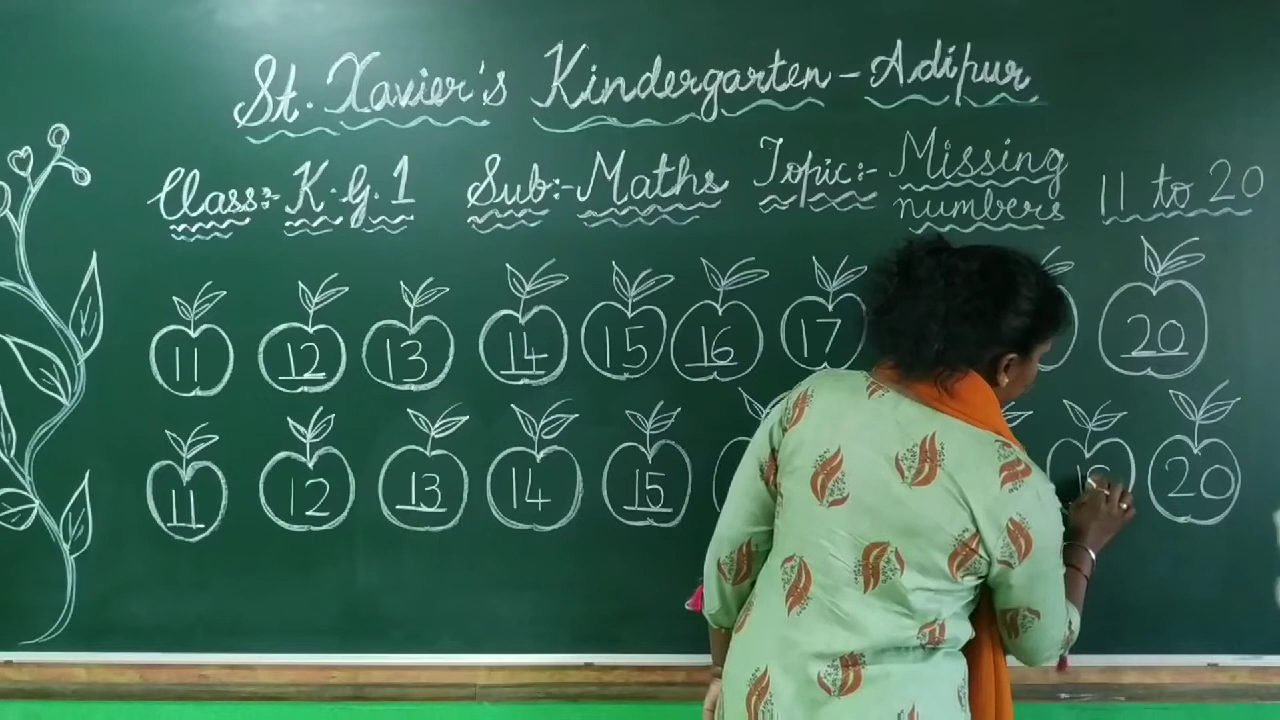 St. Xavier's Kindergarten - Adipur
Class:- K.G.1 Sub:- Maths Topic:- Missing numbers 11 to 20
11 12 13 14 15 16 17 20
11 12 13 14 15 20